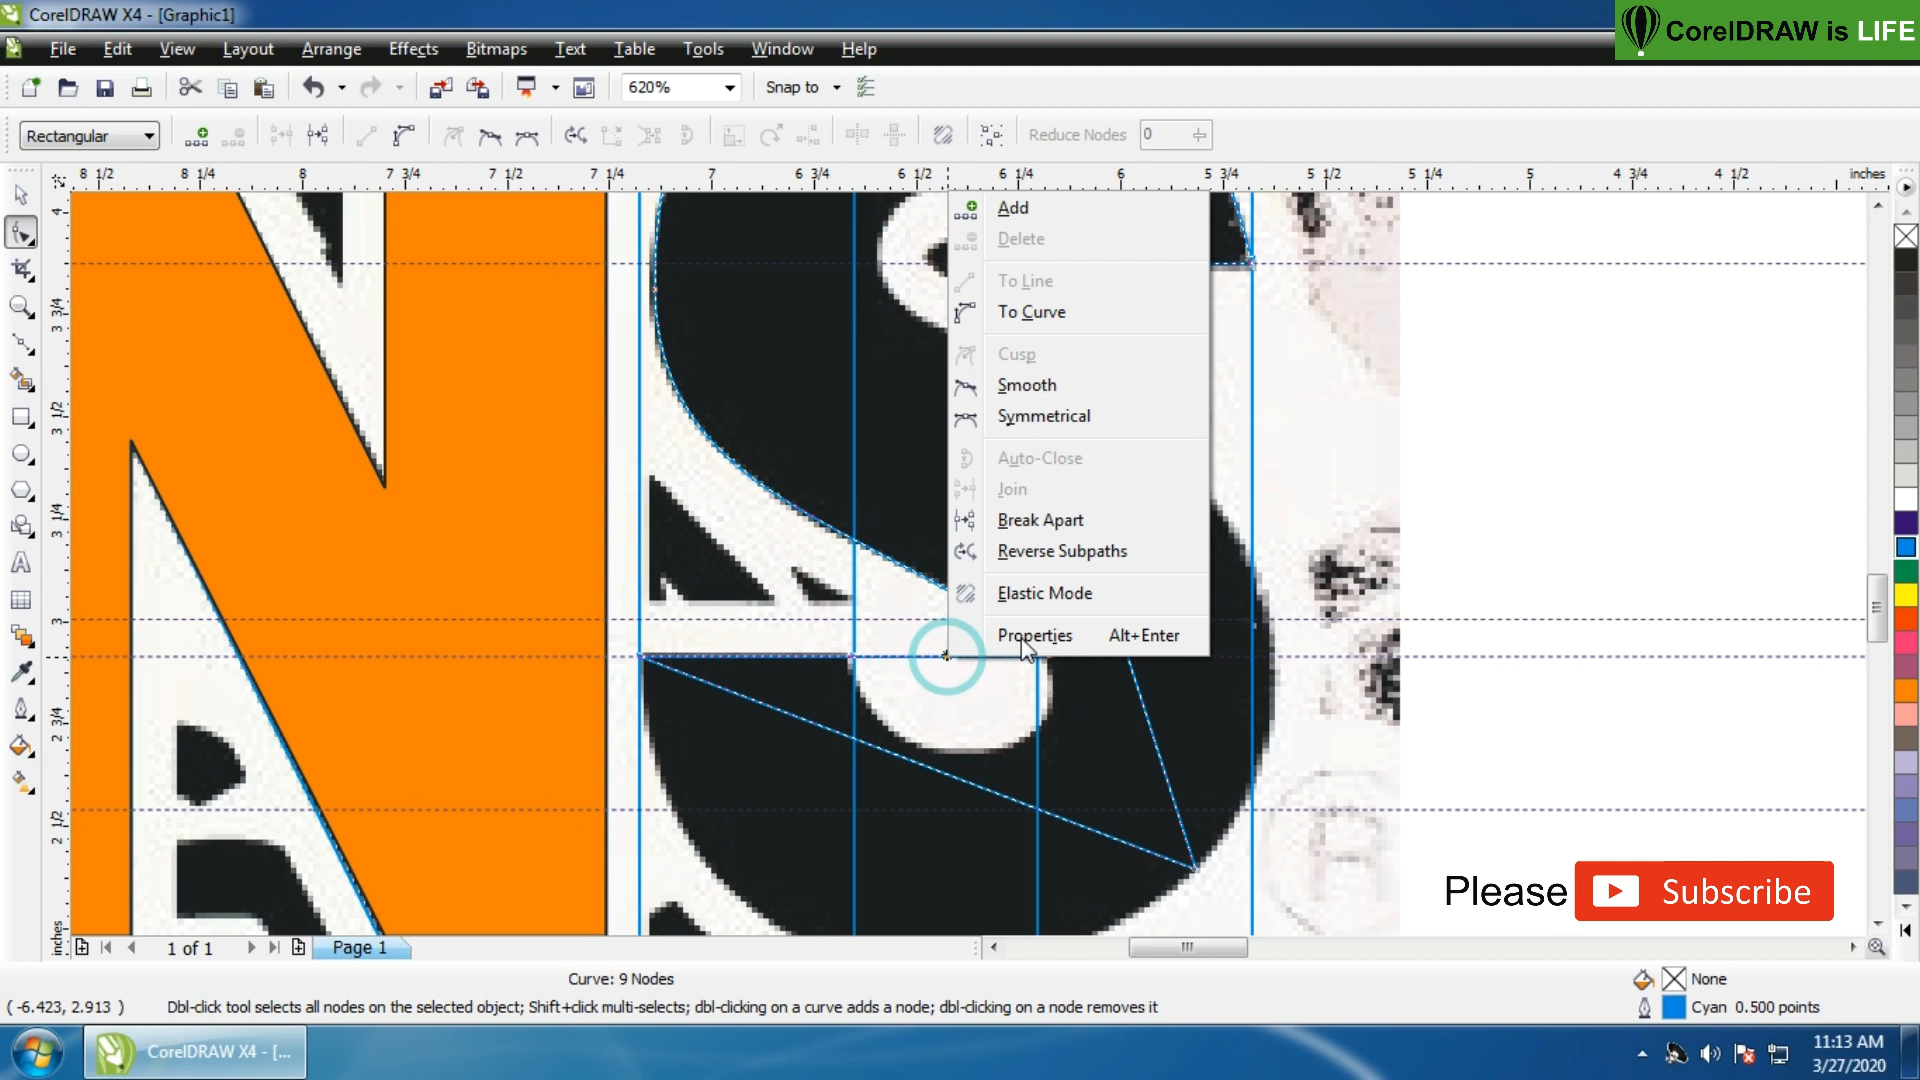 CorelDRAW X4 - [Graphic1]
CorelDRAW is LIFE
File Edit View Layout Arrange Effects Bitmaps Text Table Tools Window Help
620% Snap to
Rectangular Reduce Nodes 0
8 1/2 8 1/4 8 7 3/4 7 1/2 7 1/4 7 6 3/4 6 1/2 6 1/4 6 5 3/4 5 1/2 5 1/4 5 4 3/4 4 1/2 inches
4
3 3/4
3 1/2
3 1/4
3
2 3/4
2 1/2
inches
Add
Delete
To Line
To Curve
Cusp
Smooth
Symmetrical
Auto-Close
Join
Break Apart
Reverse Subpaths
Elastic Mode
Properties Alt+Enter
Please Subscribe
1 of 1 Page 1
Curve: 9 Nodes
None
( -6.423, 2.913 ) Dbl-click tool selects all nodes on the selected object; Shift+click multi-selects; dbl-clicking on a curve adds a node; dbl-clicking on a node removes it
Cyan 0.500 points
CorelDRAW X4 - [...
11:13 AM
3/27/2020